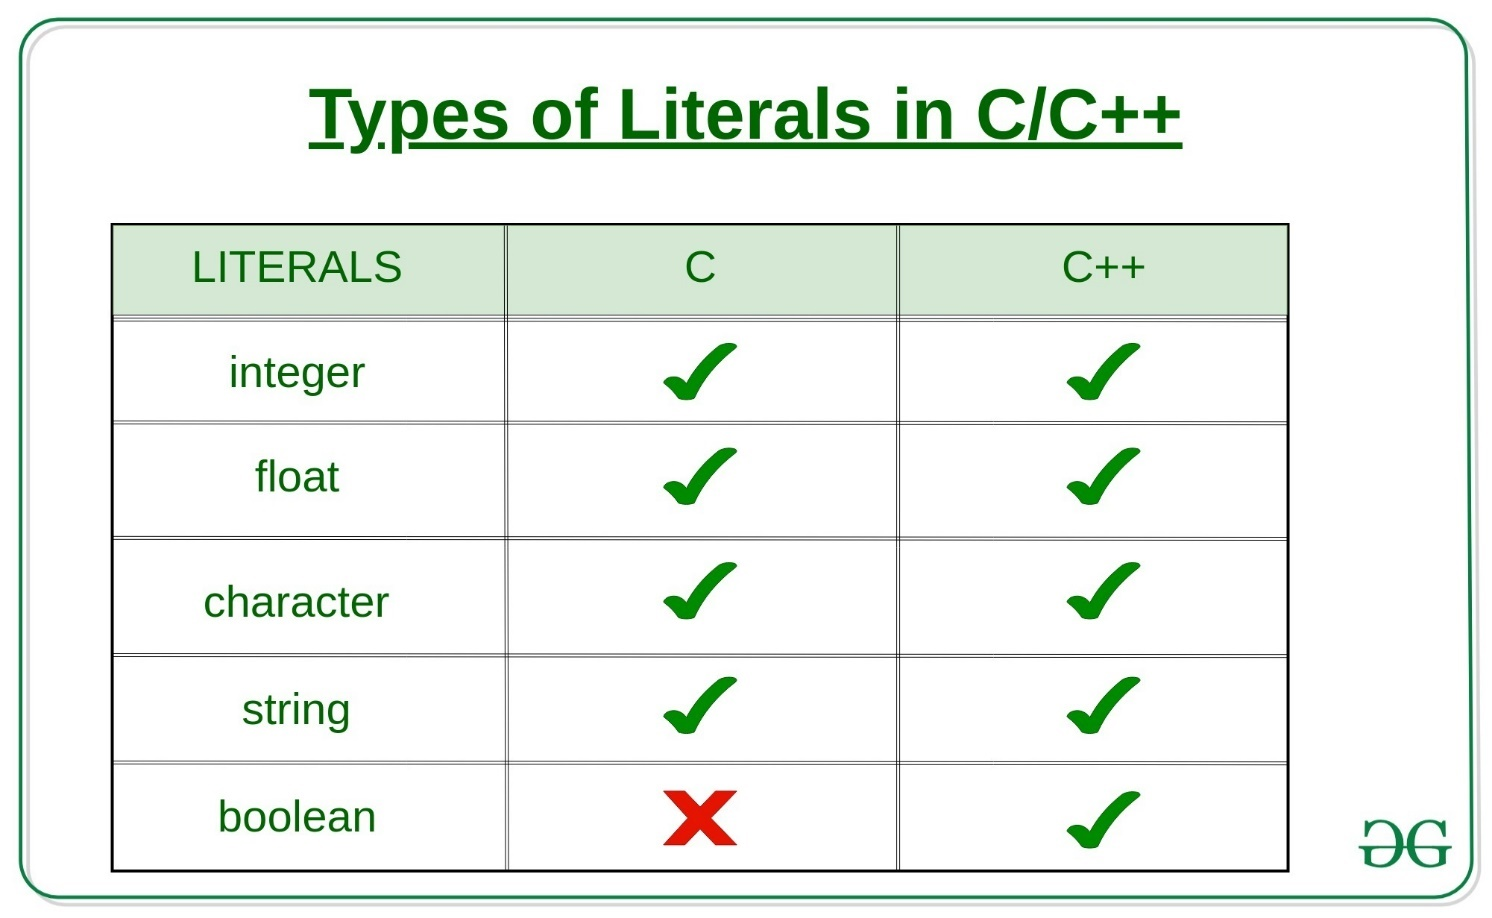 Types of Literals in C/C++
LITERALS C C++
integer
float
character
string
boolean